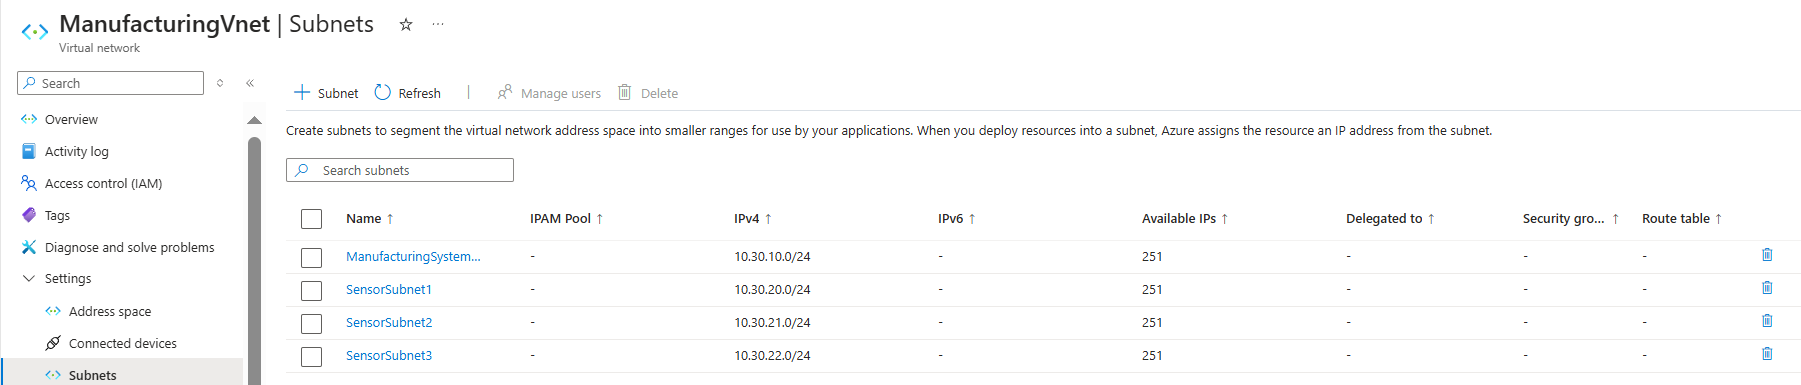 ManufacturingVnet | Subnets
Virtual network
Search
Overview
Activity log
Access control (IAM)
Tags
Diagnose and solve problems
Settings
Address space
Connected devices
Subnets
Subnet Refresh Manage users Delete
Create subnets to segment the virtual network address space into smaller ranges for use by your applications. When you deploy resources into a subnet, Azure assigns the resource an IP address from the subnet.
Search subnets
Name ↑ IPAM Pool ↑ IPv4 ↑ IPv6 ↑ Available IPs ↑ Delegated to ↑ Security gro... ↑ Route table ↑
ManufacturingSystem... - 10.30.10.0/24 - 251 - - -
SensorSubnet1 - 10.30.20.0/24 - 251 - - -
SensorSubnet2 - 10.30.21.0/24 - 251 - - -
SensorSubnet3 - 10.30.22.0/24 - 251 - - -